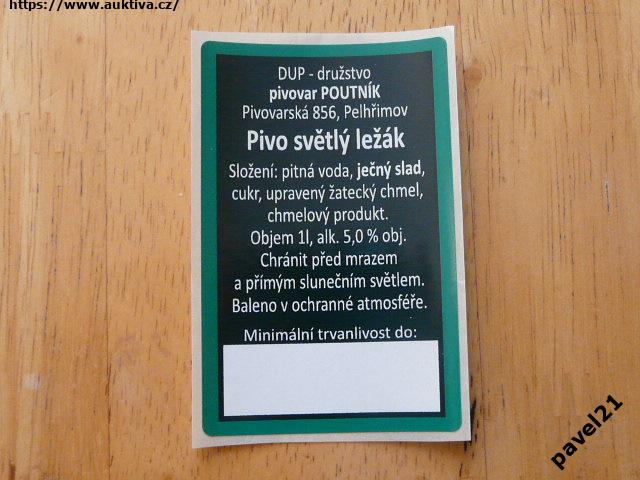 https://www.auktiva.cz/
DUP - družstvo
pivovar POUTNÍK
Pivovarská 856, Pelhřimov
Pivo světlý ležák
Složení: pitná voda, ječný slad,
cukr, upravený žatecký chmel,
chmelový produkt.
Objem 1l, alk. 5,0 % obj.
Chránit před mrazem
a přímým slunečním světlem.
Baleno v ochranné atmosféře.
Minimální trvanlivost do:
pavel21